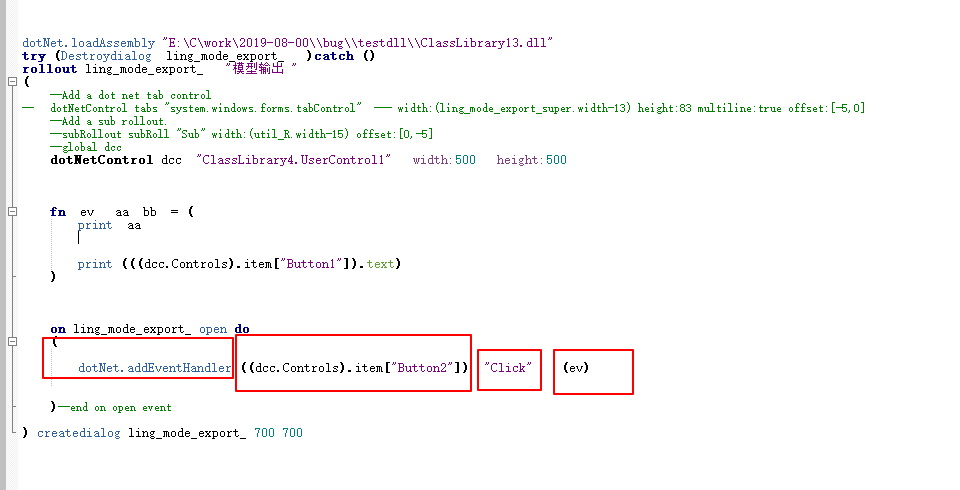 dotNet.loadAssembly "E:\C\work\2019-08-00\\bug\\testdll\\ClassLibrary13.dll"
try (Destroydialog ling_mode_export_ )catch ()
rollout ling_mode_export_ "模型输出 "
(
--Add a dot net tab control
-- dotNetControl tabs "system.windows.forms.tabControl" --- width:(ling_mode_export_super.width-13) height:83 multiline:true offset:[-5,0]
--Add a sub rollout.
--subRollout subRoll "Sub" width:(util_R.width-15) offset:[0,-5]
--global dcc
dotNetControl dcc "ClassLibrary4.UserControl1" width:500 height:500
fn ev aa bb = (
print aa
print (((dcc.Controls).item["Button1"]).text)
)
on ling_mode_export_ open do
(
dotNet.addEventHandler ((dcc.Controls).item["Button2"]) "Click" (ev)
)--end on open event
) createdialog ling_mode_export_ 700 700